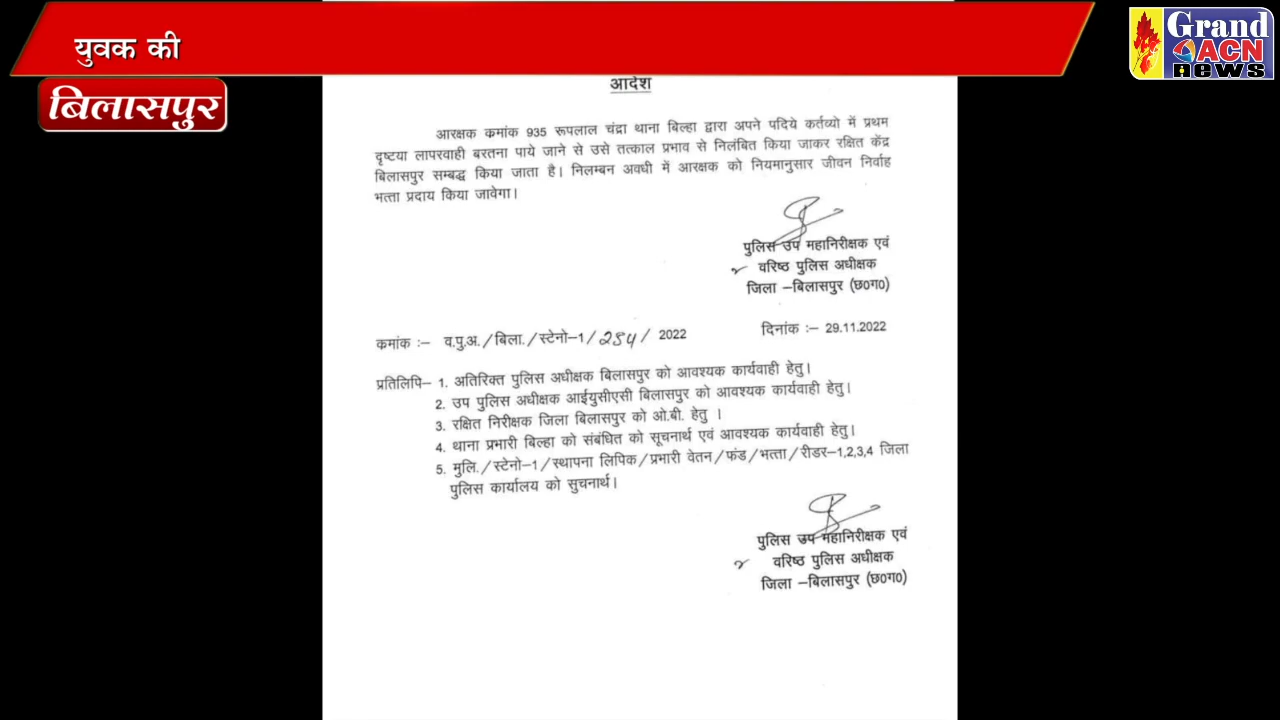 युवक की
बिलासपुर
Grand
ACN
news
आदेश
आरक्षक कमांक 935 रूपलाल चंद्रा थाना बिल्हा द्वारा अपने पदिये कर्तव्यो में प्रथम
दृष्टया लापरवाही बरतना पाये जाने से उसे तत्काल प्रभाव से निलंबित किया जाकर रक्षित केंद्र
बिलासपुर सम्बद्ध किया जाता है। निलम्बन अवधी में आरक्षक को नियमानुसार जीवन निर्वाह
भत्ता प्रदाय किया जावेगा।
पुलिस उप महानिरीक्षक एवं
वरिष्ठ पुलिस अधीक्षक
जिला –बिलासपुर (छ0ग0)
कमांक :– व.पु.अ./बिला./स्टेनो–1/284/ 2022
दिनांक :– 29.11.2022
प्रतिलिपि– 1. अतिरिक्त पुलिस अधीक्षक बिलासपुर को आवश्यक कार्यवाही हेतु।
2. उप पुलिस अधीक्षक आईयुसीएसी बिलासपुर को आवश्यक कार्यवाही हेतु।
3. रक्षित निरीक्षक जिला बिलासपुर को ओ.बी. हेतु ।
4. थाना प्रभारी बिल्हा को संबंधित को सूचनार्थ एवं आवश्यक कार्यवाही हेतु।
5. मुलि./स्टेनो–1/स्थापना लिपिक/प्रभारी वेतन/फंड/भत्ता/रीडर–1,2,3,4 जिला
पुलिस कार्यालय को सुचनार्थ।
पुलिस उप महानिरीक्षक एवं
वरिष्ठ पुलिस अधीक्षक
जिला –बिलासपुर (छ0ग0)